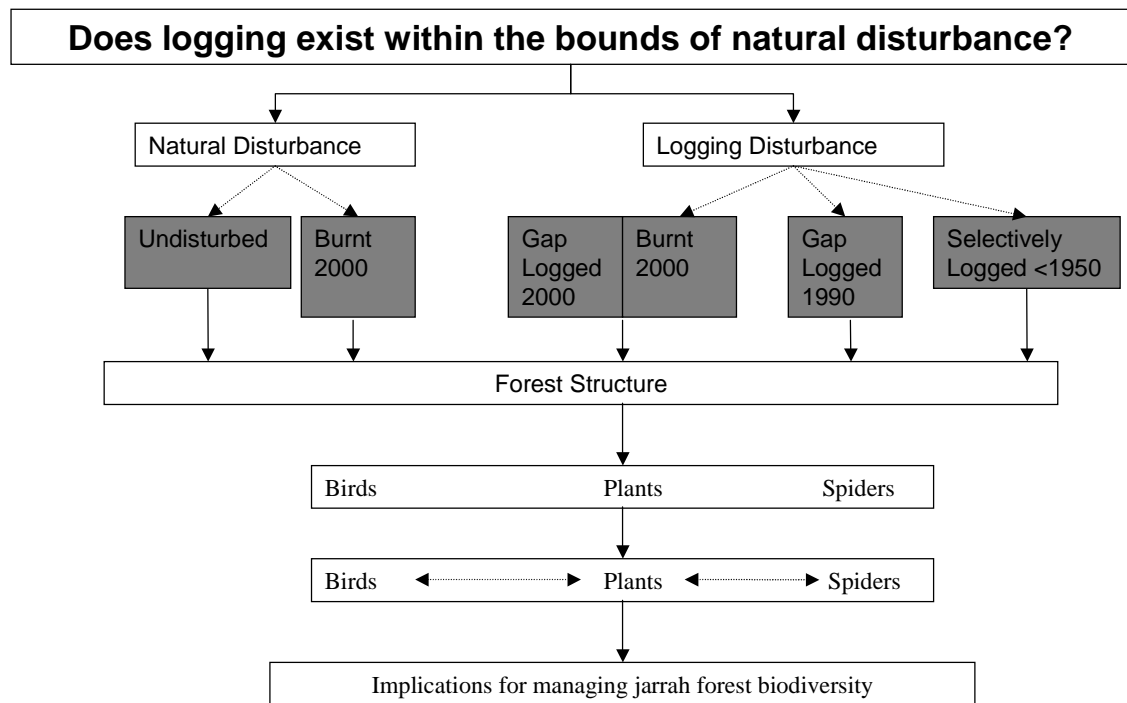 Does logging exist within the bounds of natural disturbance?
Natural Disturbance
Logging Disturbance
Undisturbed
Burnt
2000
Gap
Logged
2000
Burnt
2000
Gap
Logged
1990
Selectively
Logged <1950
Forest Structure
Birds Plants Spiders
Birds Plants Spiders
Implications for managing jarrah forest biodiversity